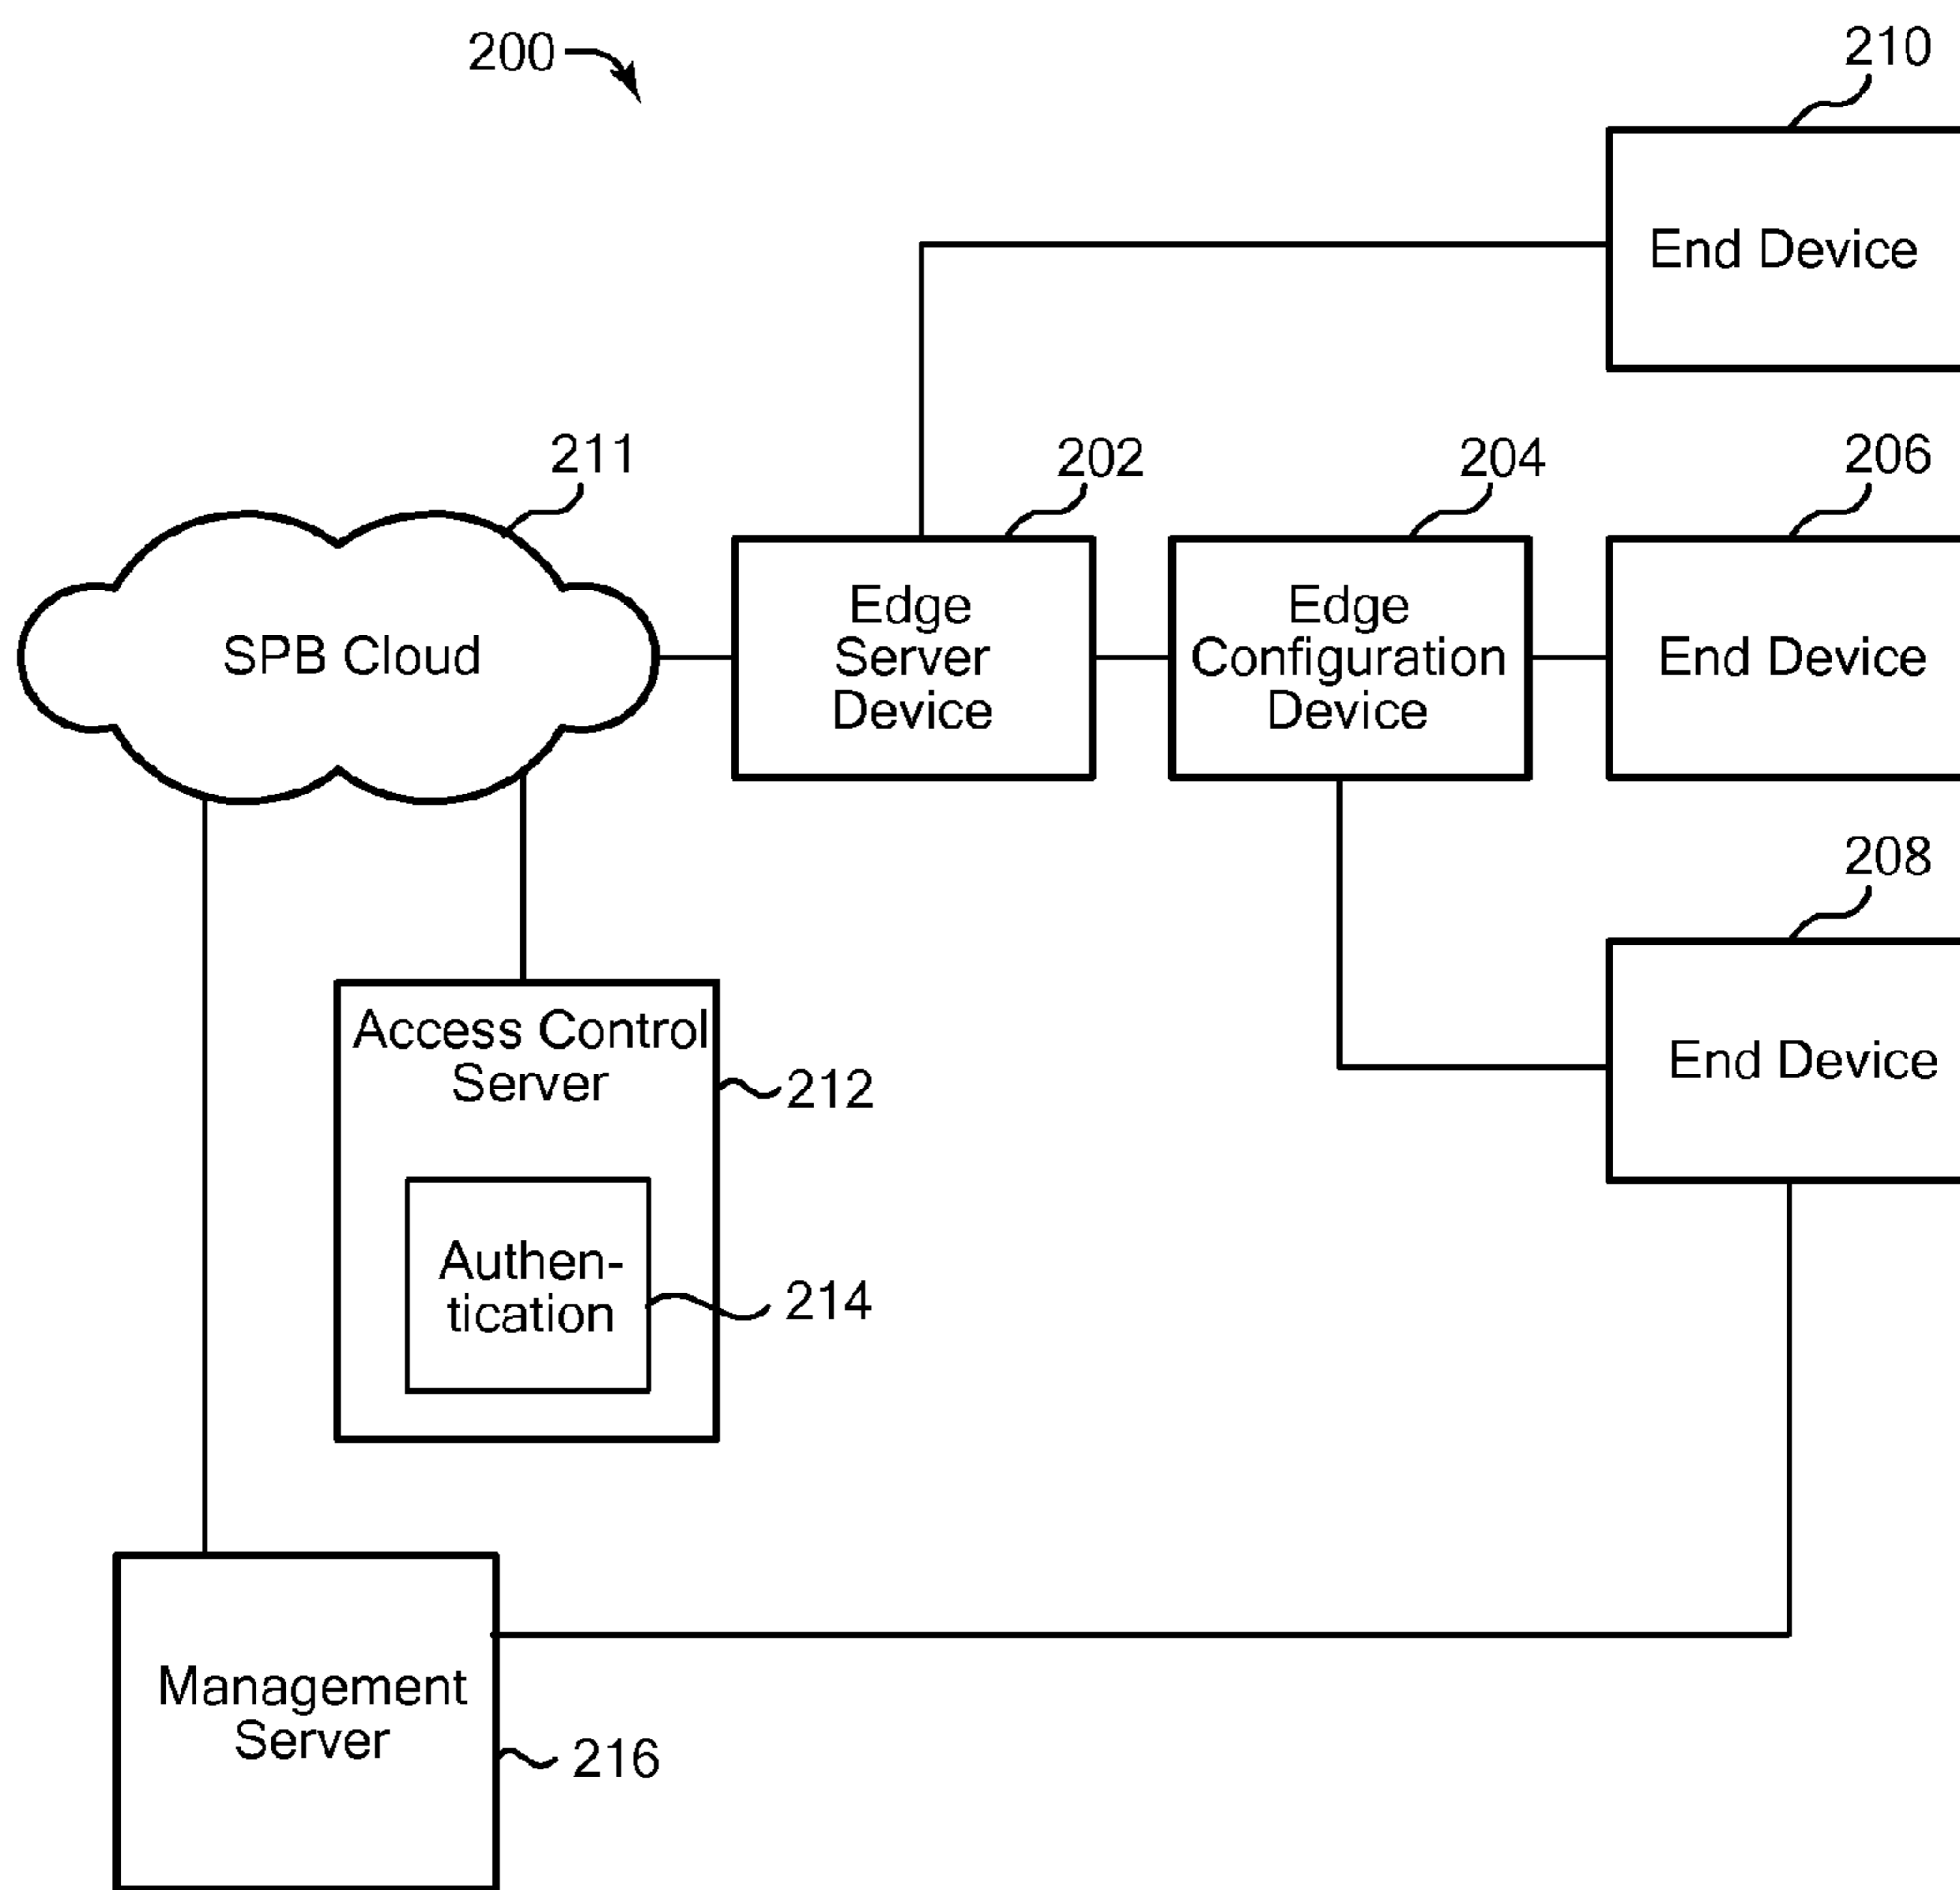 200
210
End Device
211
202
204
206
SPB Cloud
Edge
Server
Device
Edge
Configuration
Device
End Device
208
End Device
Access Control
Server
212
Authen-
tication
214
Management
Server
216